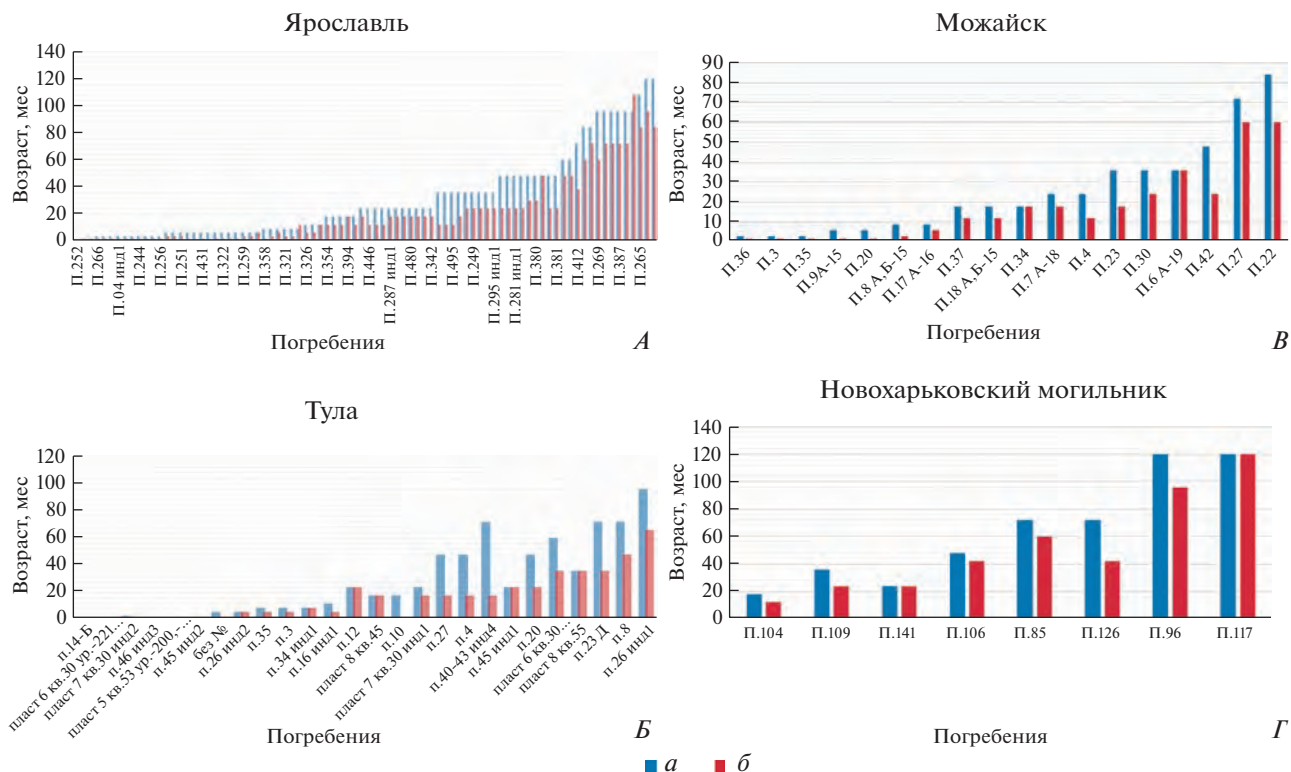 Ярославль
Возраст, мес
140
120
100
80
60
40
20
0
П.252
П.266
П.04 инд1
П.244
П.256
П.251
П.431
П.322
П.259
П.358
П.321
П.326
П.354
П.394
П.446
П.287 инд1
П.480
П.342
П.495
П.249
П.295 инд1
П.281 инд1
П.380
П.381
П.412
П.269
П.387
П.265
Погребения
А
Можайск
Возраст, мес
90
80
70
60
50
40
30
20
10
0
П.36
П.3
П.35
П.9А-15
П.20
П.8 А,Б-15
П.17 А-16
П.37
П.18 А,Б-15
П.34
П.7 А-18
П.4
П.23
П.30
П.6 А-19
П.42
П.27
П.22
Погребения
В
Тула
Возраст, мес
120
100
80
60
40
20
0
п.14-Б
пласт 6 кв.30 ур.-221...
пласт 7 кв.30 инд2
п.46 инд3
пласт 5 кв.53 ур.-200,-...
п.45 инд2
без.№
п.26 инд2
п.35
п.3
п.34 инд1
п.16 инд1
п.12
пласт 8 кв.45
п.10
пласт 7 кв.30 инд1
п.27
п.4
п.40-43 инд4
п.45 инд1
п.20
пласт 6 кв.30...
пласт 8 кв.55
п.23 Д
п.8
п.26 инд1
Погребения
Б
Новохарьковский могильник
Возраст, мес
140
120
100
80
60
40
20
0
П.104
П.109
П.141
П.106
П.85
П.126
П.96
П.117
Погребения
Г
а б